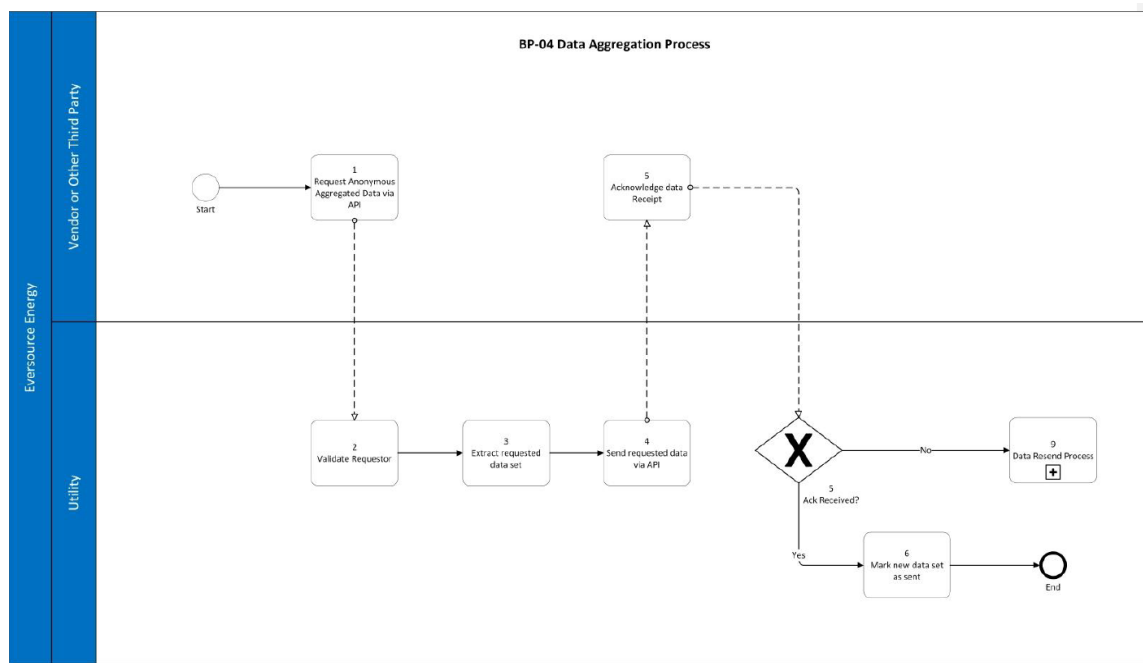 BP-04 Data Aggregation Process
Eversource Energy
Vendor or Other Third Party
Start
1
Request Anonymous
Aggregated Data via
API
5
Acknowledge data
Receipt
Utility
2
Validate Requestor
3
Extract requested
data set
4
Send requested data
via API
5
Ack Received?
No
9
Data Resend Process
Yes
6
Mark new data set
as sent
End